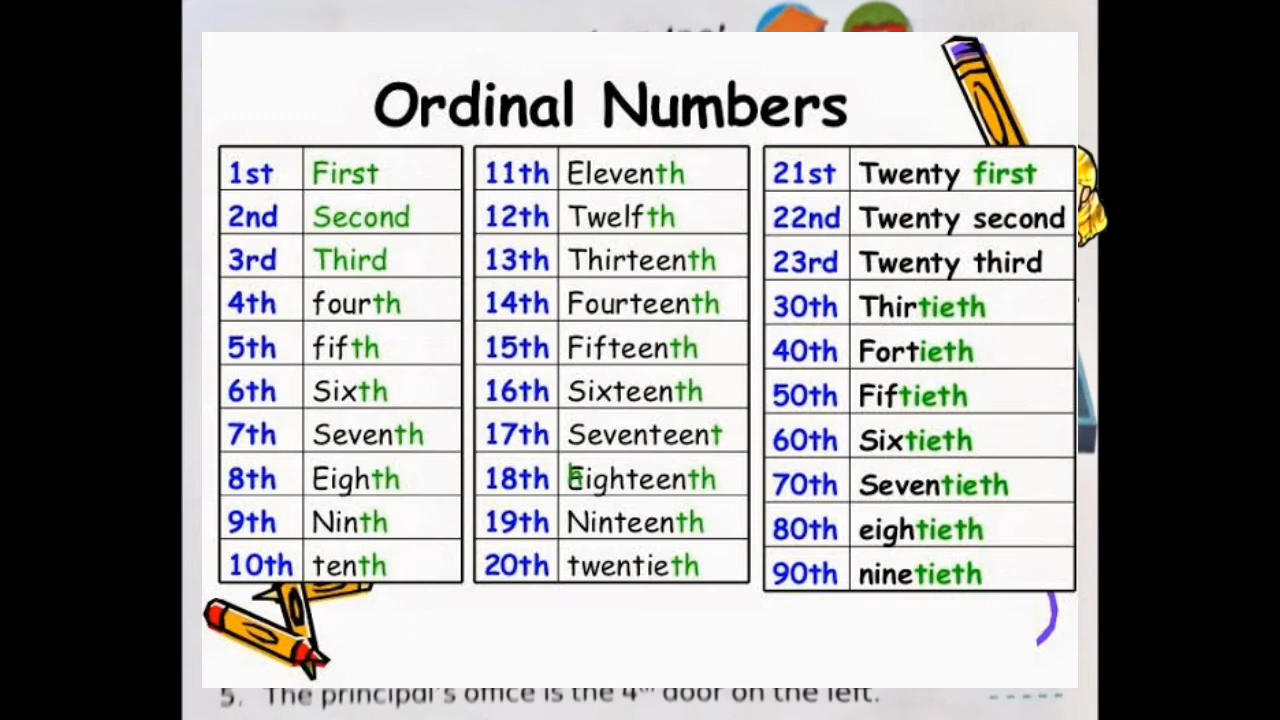 Ordinal Numbers
1st First
2nd Second
3rd Third
4th fourth
5th fifth
6th Sixth
7th Seventh
8th Eighth
9th Ninth
10th tenth
11th Eleventh
12th Twelfth
13th Thirteenth
14th Fourteenth
15th Fifteenth
16th Sixteenth
17th Seventeent
h
18th Eighteenth
19th Ninteenth
20th twentieth
21st Twenty first
22nd Twenty second
23rd Twenty third
30th Thirtieth
40th Fortieth
50th Fiftieth
60th Sixtieth
70th Seventieth
80th eightieth
90th ninetieth
5. The principal's office is the 4th door on the left.